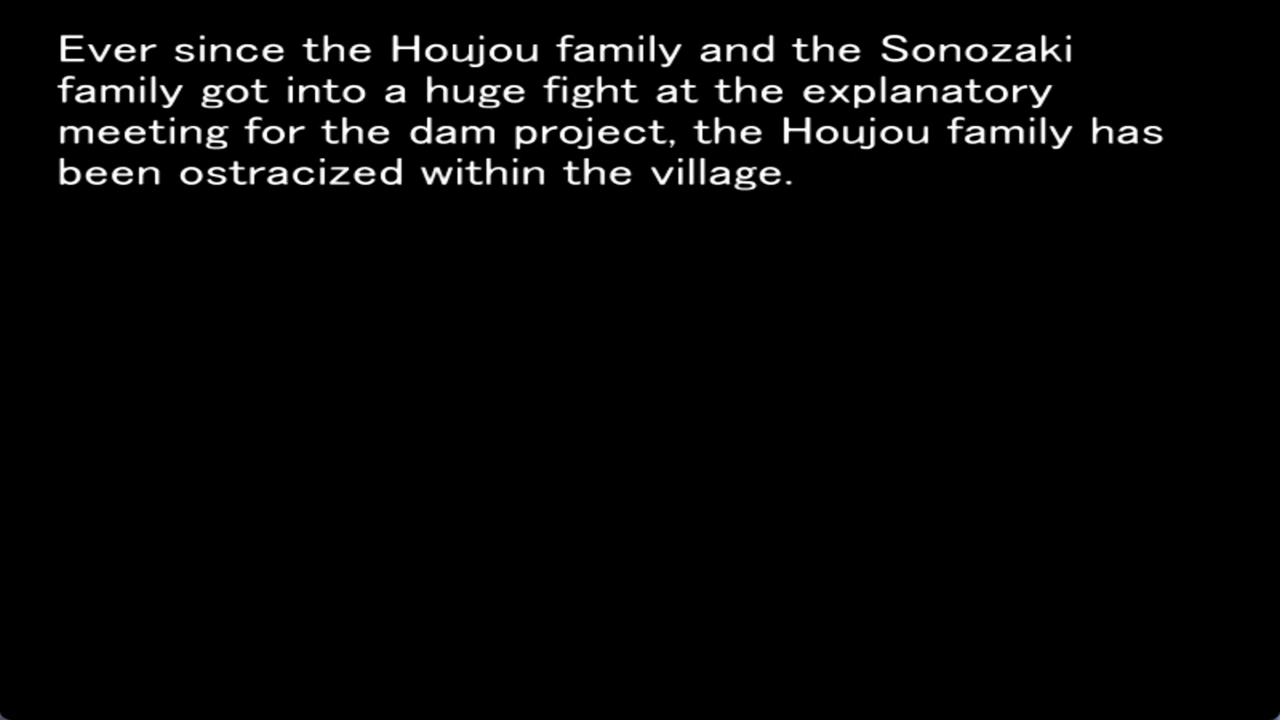 Ever since the Houjou family and the Sonozaki
family got into a huge fight at the explanatory
meeting for the dam project, the Houjou family has
been ostracized within the village.